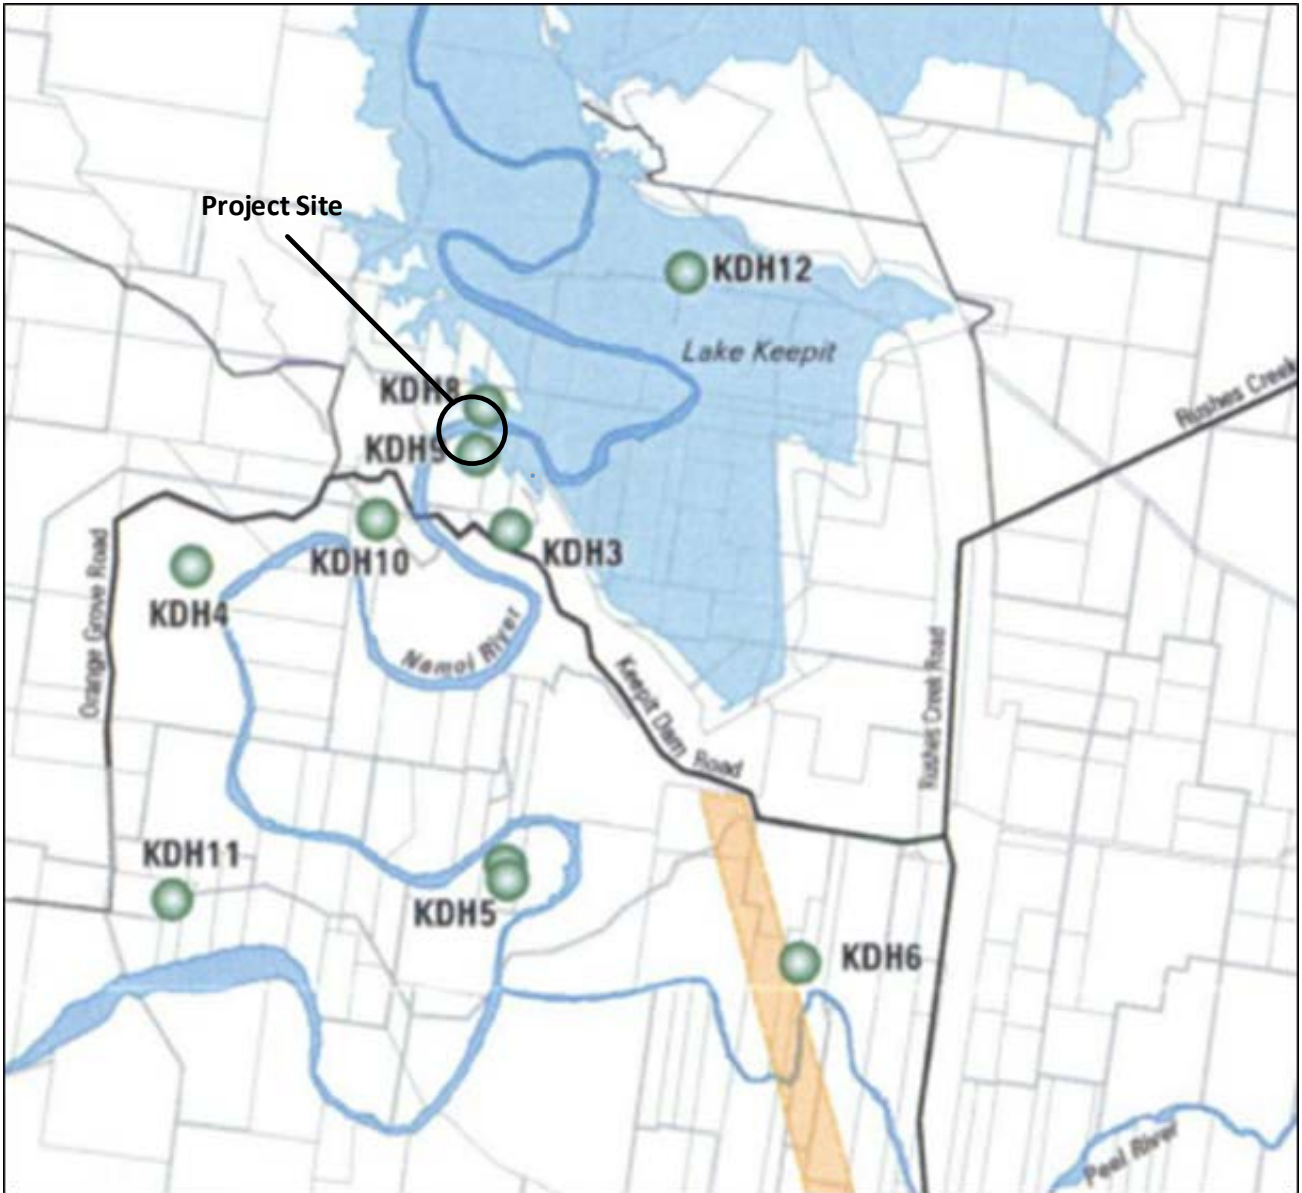 Project Site
KDH12
Lake Keepit
Rushes Creek
KDH8
KDH9
KDH3
KDH10
Orange Grove Road
KDH4
Namoi River
Rushes Creek Road
Keepit Dam Road
KDH11
KDH5
KDH6
Peel River